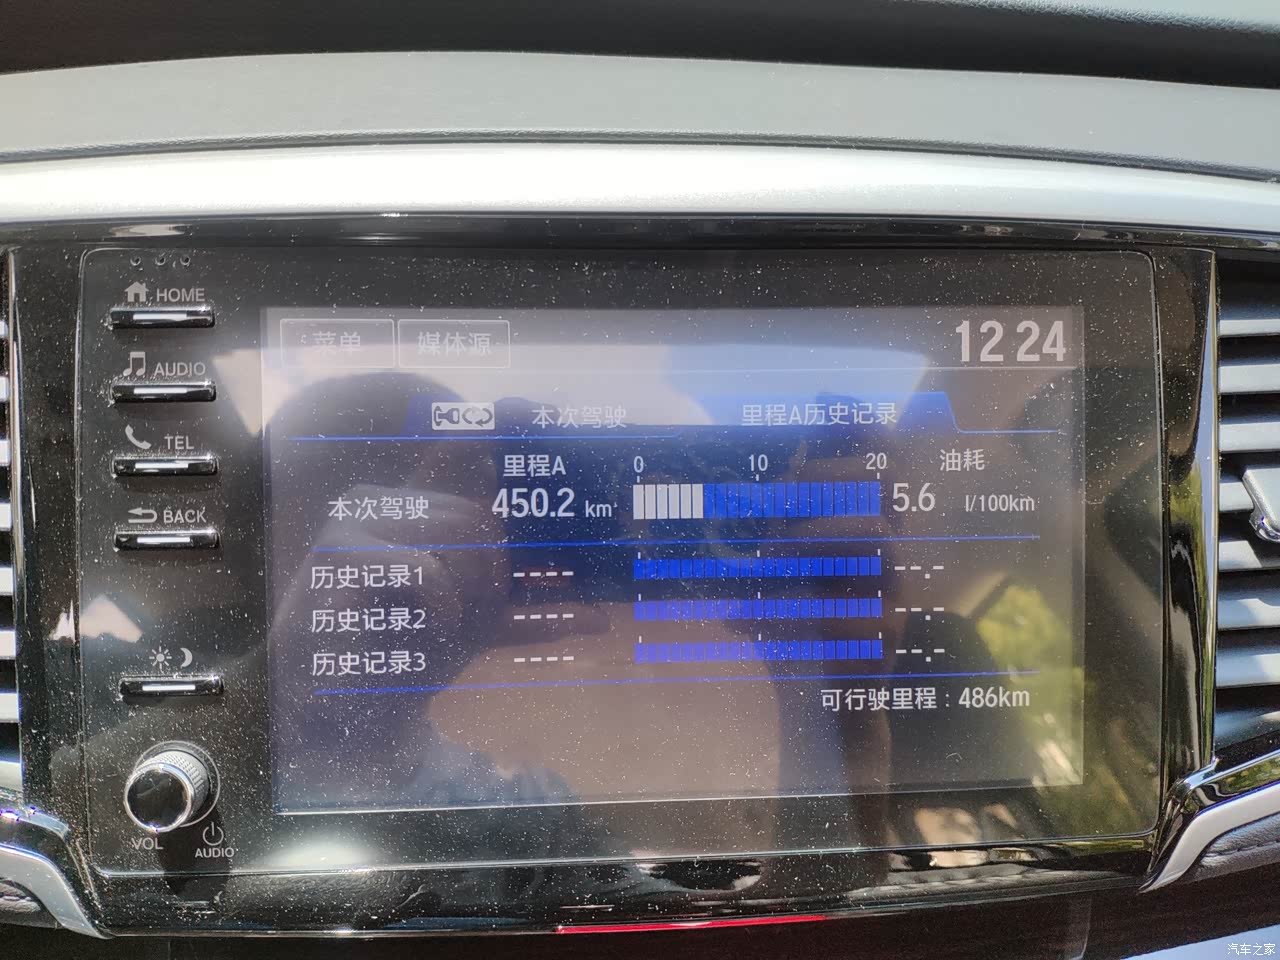 HOME
AUDIO
TEL
BACK
VOL
AUDIO
菜单 媒体源 12 24
本次驾驶 里程A历史记录
里程A 0 10 20 油耗
本次驾驶 450.2 km 5.6 l/100km
历史记录1 ---- --.-
历史记录2 ---- --.-
历史记录3 ---- --.-
可行驶里程：486km
汽车之家